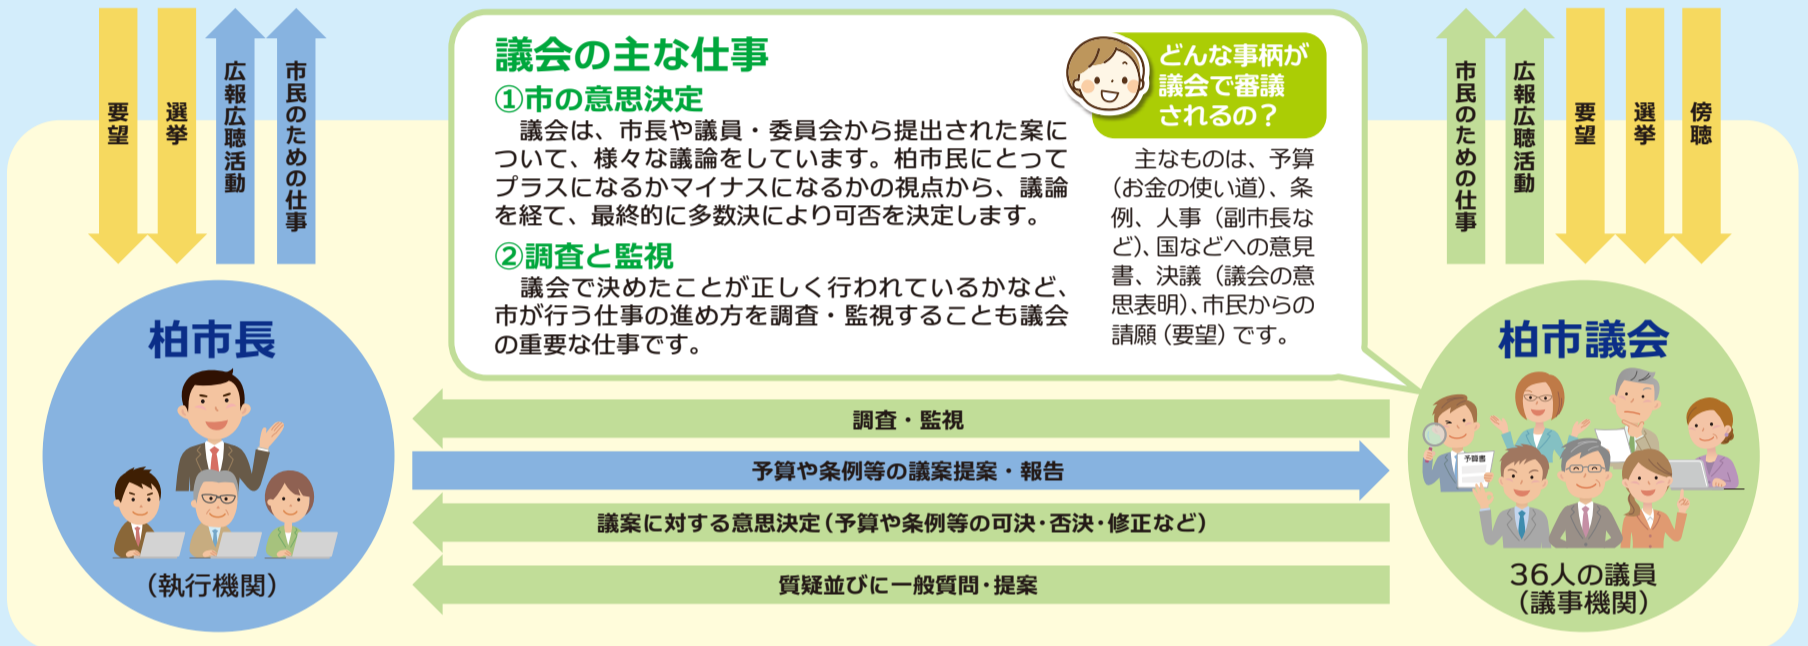 要望
選挙
広報広聴活動
市民のための仕事
議会の主な仕事
①市の意思決定
　議会は、市長や議員・委員会から提出された案に
ついて、様々な議論をしています。柏市民にとって
プラスになるかマイナスになるかの視点から、議論
を経て、最終的に多数決により可否を決定します。
②調査と監視
　議会で決めたことが正しく行われているかなど、
市が行う仕事の進め方を調査・監視することも議会
の重要な仕事です。
どんな事柄が
議会で審議
されるの？
　主なものは、予算
（お金の使い道）、条
例、人事（副市長な
ど）、国などへの意見
書、決議（議会の意
思表明）、市民からの
請願（要望）です。
市民のための仕事
広報広聴活動
要望
選挙
傍聴
柏市長
（執行機関）
調査・監視
予算や条例等の議案提案・報告
議案に対する意思決定（予算や条例等の可決・否決・修正など）
質疑並びに一般質問・提案
柏市議会
予算書
36人の議員
（議事機関）